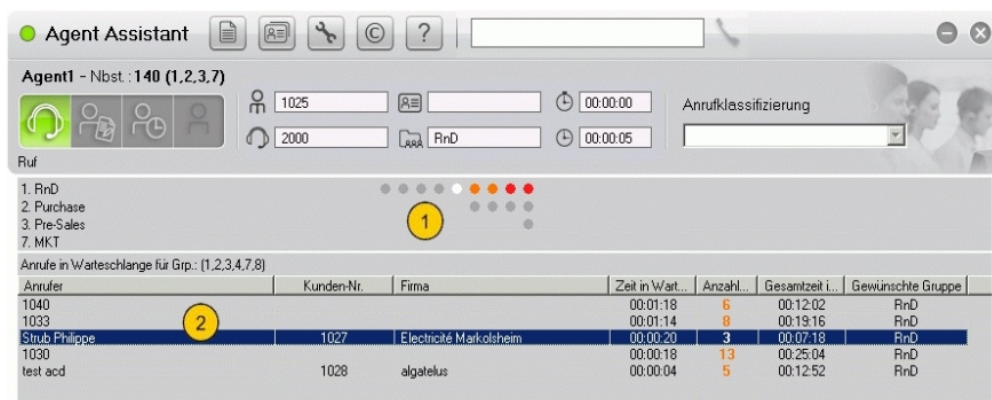 Agent Assistant © ?
Agent1 - Nbst.: 140 (1,2,3,7)
1025 00:00:00 Anrufklassifizierung
2000 RnD 00:00:05
Ruf
1. RnD
2. Purchase
3. Pre-Sales
7. MKT
1
Anrufe in Warteschlange für Grp.: (1,2,3,4,7,8)
Anrufer Kunden-Nr. Firma Zeit in Wart... Anzahl... Gesamtzeit i... Gewünschte Gruppe
1040 00:01:18 6 00:12:02 RnD
1033 00:01:14 8 00:19:16 RnD
2
Strub Philippe 1027 Electricité Markolsheim 00:00:20 3 00:07:18 RnD
1030 00:00:18 13 00:25:04 RnD
test acd 1028 algatelus 00:00:04 5 00:12:52 RnD